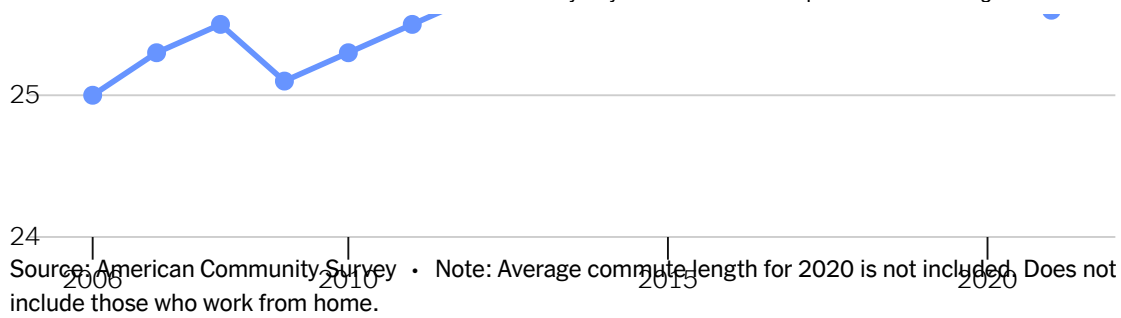 25
24
2006 2010 2015 2020
Source: American Community Survey • Note: Average commute length for 2020 is not included. Does not
include those who work from home.